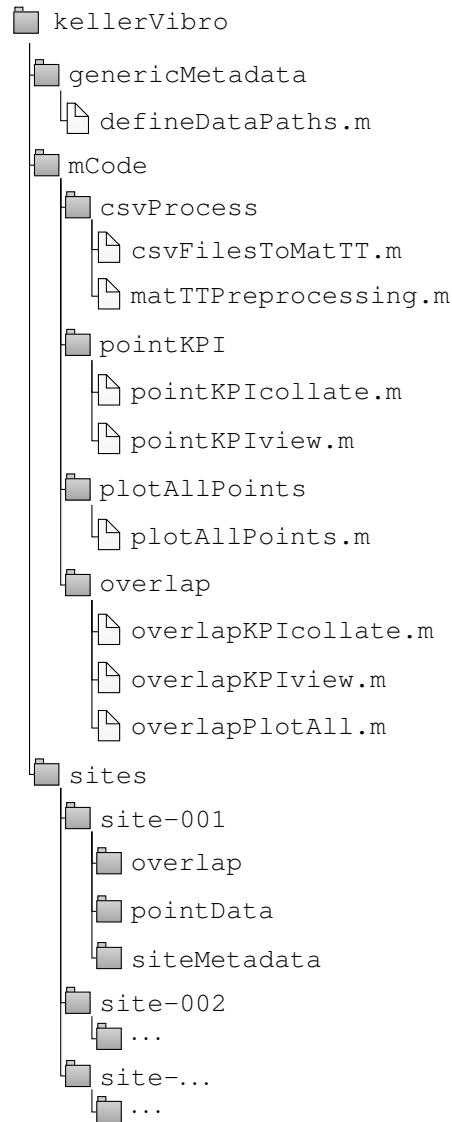 kellerVibro
genericMetadata
defineDataPaths.m
mCode
csvProcess
csvFilesToMatTT.m
matTTPreprocessing.m
pointKPI
pointKPIcollate.m
pointKPIview.m
plotAllPoints
plotAllPoints.m
overlap
overlapKPIcollate.m
overlapKPIview.m
overlapPlotAll.m
sites
site-001
overlap
pointData
siteMetadata
site-002
...
site-...
...